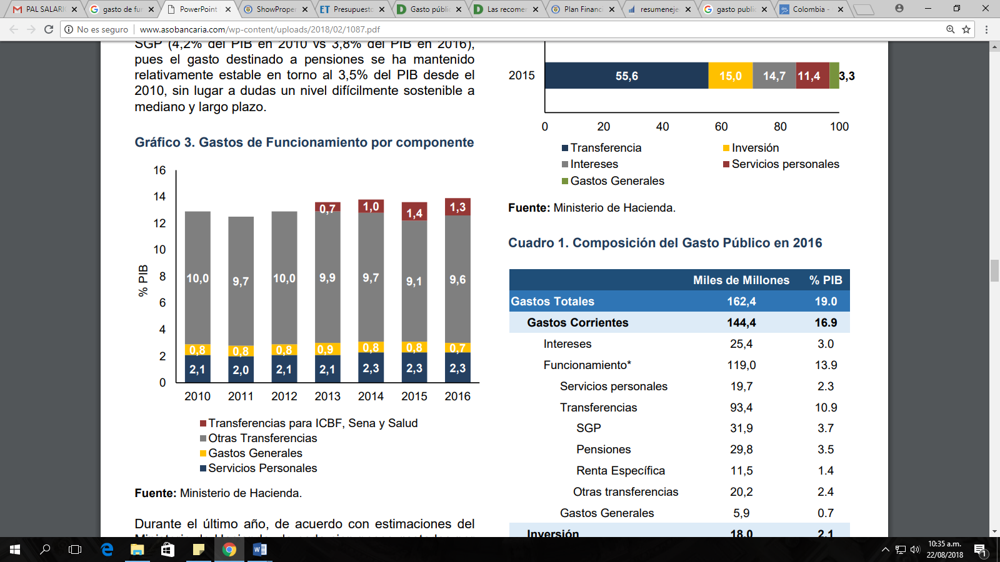 PAL SALARI
gasto de fu
PowerPoint
ShowProper
Presupuesto
Gasto públi
Las recomer
Plan Financi
resumeneje
gasto public
Colombia -
No es seguro
www.asobancaria.com/wp-content/uploads/2018/02/1087.pdf
SGP (4,2% del PIB en 2010 vs 3,8% del PIB en 2016),
pues el gasto destinado a pensiones se ha mantenido
relativamente estable en torno al 3,5% del PIB desde el
2010, sin lugar a dudas un nivel difícilmente sostenible a
mediano y largo plazo.
Gráfico 3. Gastos de Funcionamiento por componente
16
14
12
10
8
6
4
2
0
% PIB
0,7 1,0 1,4 1,3
10,0 9,7 10,0 9,9 9,7 9,1 9,6
0,8 0,8 0,8 0,9 0,8 0,8 0,7
2,1 2,0 2,1 2,1 2,3 2,3 2,3
2010 2011 2012 2013 2014 2015 2016
Transferencias para ICBF, Sena y Salud
Otras Transferencias
Gastos Generales
Servicios Personales
Fuente: Ministerio de Hacienda.
Durante el último año, de acuerdo con estimaciones del
2015 55,6 15,0 14,7 11,4 3,3
0 20 40 60 80 100
Transferencia Inversión
Intereses Servicios personales
Gastos Generales
Fuente: Ministerio de Hacienda.
Cuadro 1. Composición del Gasto Público en 2016
Miles de Millones % PIB
Gastos Totales 162,4 19.0
Gastos Corrientes 144,4 16.9
Intereses 25,4 3.0
Funcionamiento* 119,0 13.9
Servicios personales 19,7 2.3
Transferencias 93,4 10.9
SGP 31,9 3.7
Pensiones 29,8 3.5
Renta Específica 11,5 1.4
Otras transferencias 20,2 2.4
Gastos Generales 5,9 0.7
Inversión 18,0 2.1
10:35 a.m.
22/08/2018
1